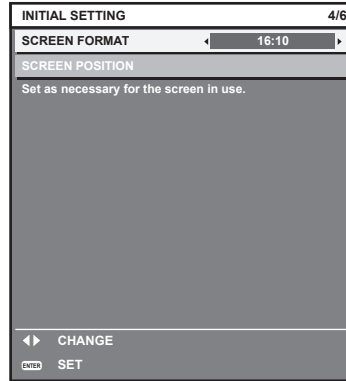 INITIAL SETTING 4/6
SCREEN FORMAT 16:10
SCREEN POSITION
Set as necessary for the screen in use.
CHANGE
ENTER SET